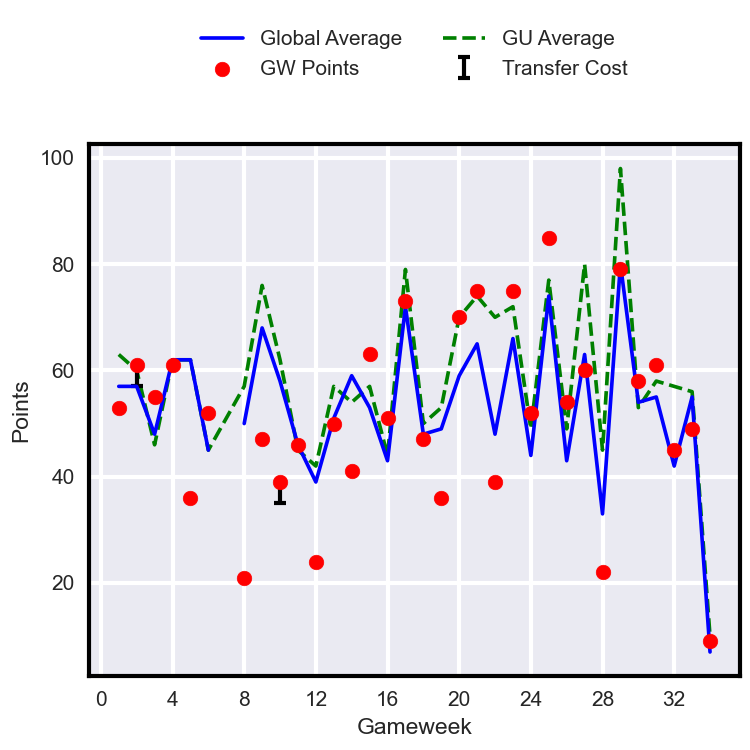 Global Average
GU Average
GW Points
Transfer Cost
100
80
60
40
20
Points
0 4 8 12 16 20 24 28 32
Gameweek